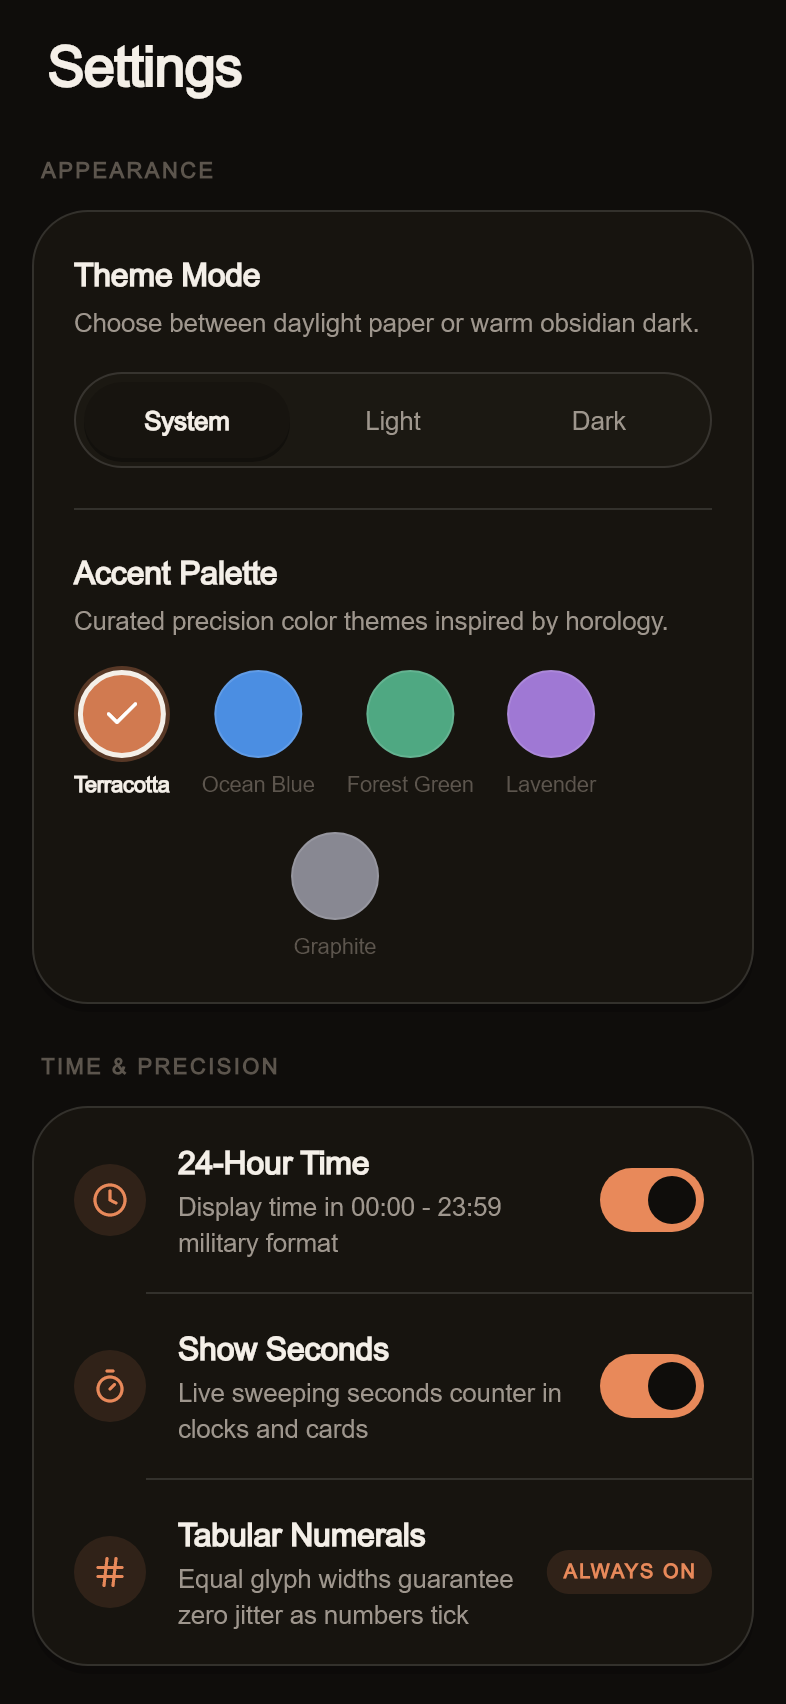 Settings
APPEARANCE
Theme Mode
Choose between daylight paper or warm obsidian dark.
System
Light
Dark
Accent Palette
Curated precision color themes inspired by horology.
Terracotta
Ocean Blue
Forest Green
Lavender
Graphite
TIME & PRECISION
24-Hour Time
Display time in 00:00 - 23:59
military format
Show Seconds
Live sweeping seconds counter in
clocks and cards
Tabular Numerals
Equal glyph widths guarantee
zero jitter as numbers tick
ALWAYS ON